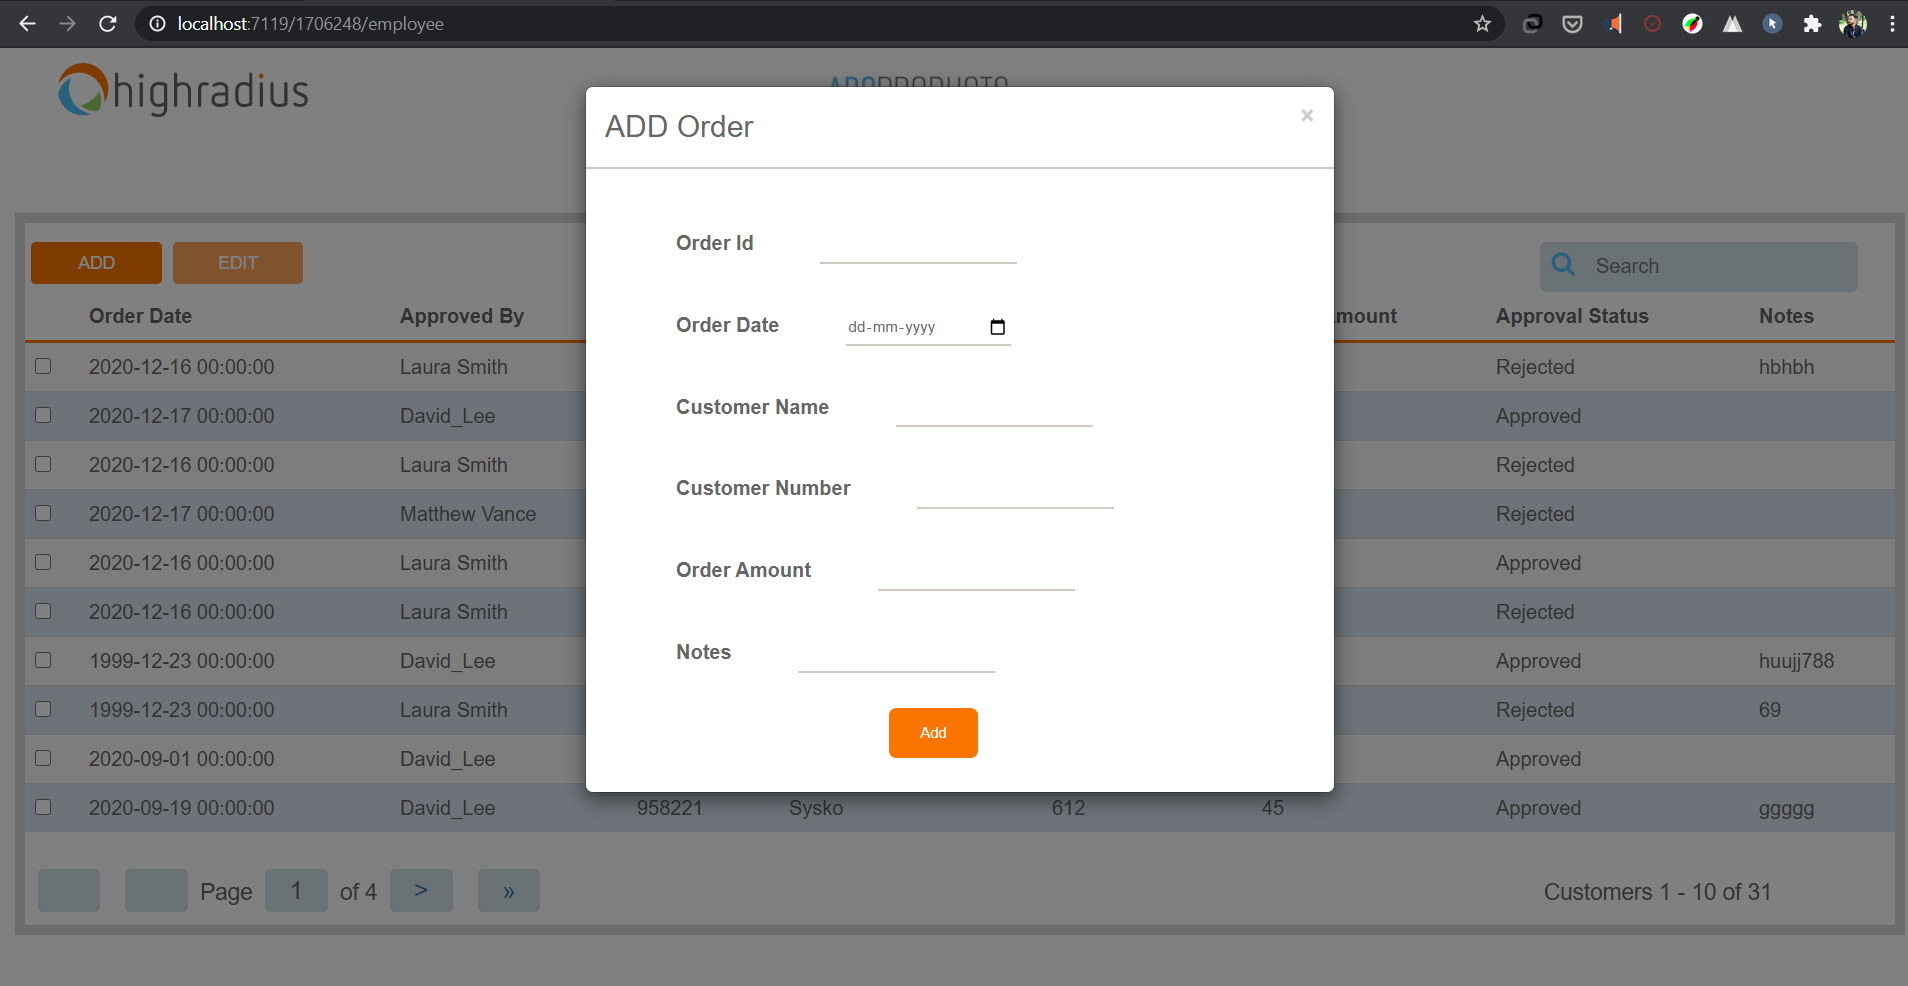 localhost:7119/1706248/employee
highradius
ADD Order
×
Order Id
Order Date dd-mm-yyyy
Customer Name
Customer Number
Order Amount
Notes
Add
ADD EDIT Search
Order Date Approved By Approval Status Notes
2020-12-16 00:00:00 Laura Smith Rejected hbhbh
2020-12-17 00:00:00 David_Lee Approved
2020-12-16 00:00:00 Laura Smith Rejected
2020-12-17 00:00:00 Matthew Vance Rejected
2020-12-16 00:00:00 Laura Smith Approved
2020-12-16 00:00:00 Laura Smith Rejected
1999-12-23 00:00:00 David_Lee Approved huujj788
1999-12-23 00:00:00 Laura Smith Rejected 69
2020-09-01 00:00:00 David_Lee Approved
2020-09-19 00:00:00 David_Lee 958221 Sysko 612 45 Approved ggggg
Page 1 of 4 > » Customers 1 - 10 of 31